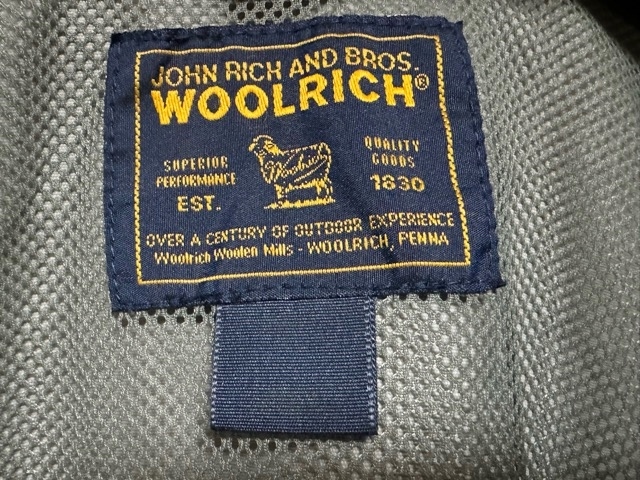 JOHN RICH AND BROS.
WOOLRICH®
SUPERIOR
PERFORMANCE
EST.
Woolrich
QUALITY
GOODS
1830
OVER A CENTURY OF OUTDOOR EXPERIENCE
Woolrich Woolen Mills - WOOLRICH, PENNA